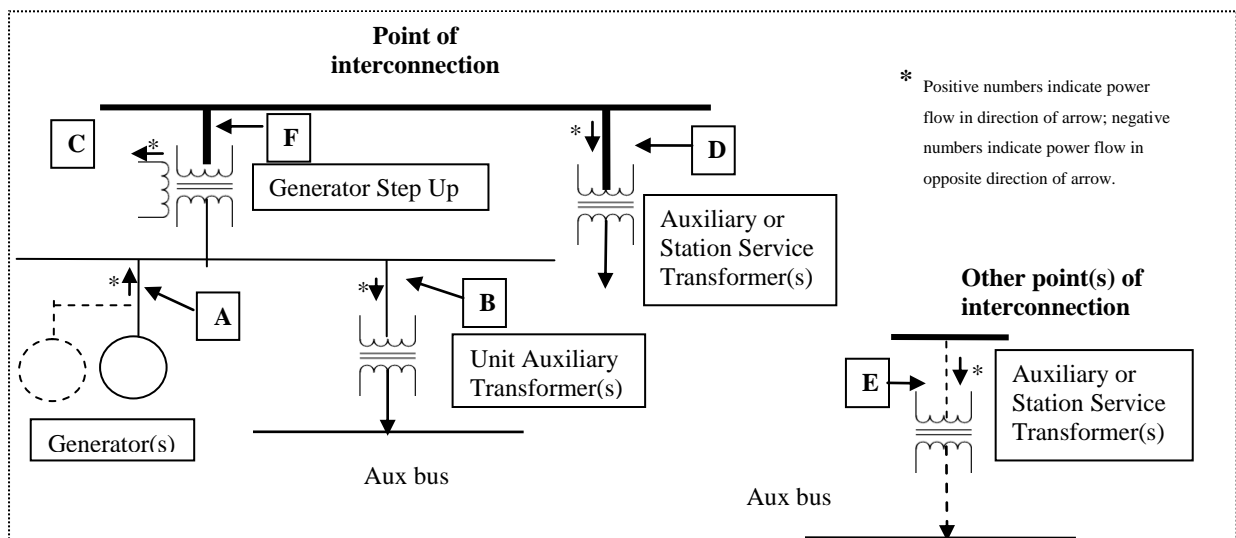 Point of
interconnection
*
Positive numbers indicate power
flow in direction of arrow; negative
numbers indicate power flow in
opposite direction of arrow.
C
*
F
*
D
Generator Step Up
Auxiliary or
Station Service
Transformer(s)
*
A
*
B
Unit Auxiliary
Transformer(s)
Generator(s)
Aux bus
Other point(s) of
interconnection
E
*
Auxiliary or
Station Service
Transformer(s)
Aux bus